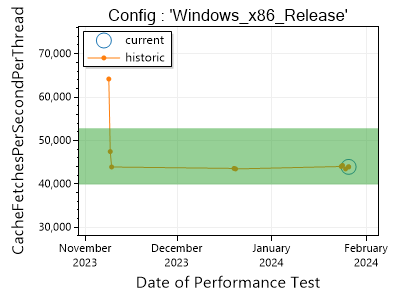 Config : 'Windows_x86_Release'
CacheFetchesPerSecondPerThread
current
historic
70,000
60,000
50,000
40,000
30,000
November
2023
December
2023
January
2024
February
2024
Date of Performance Test